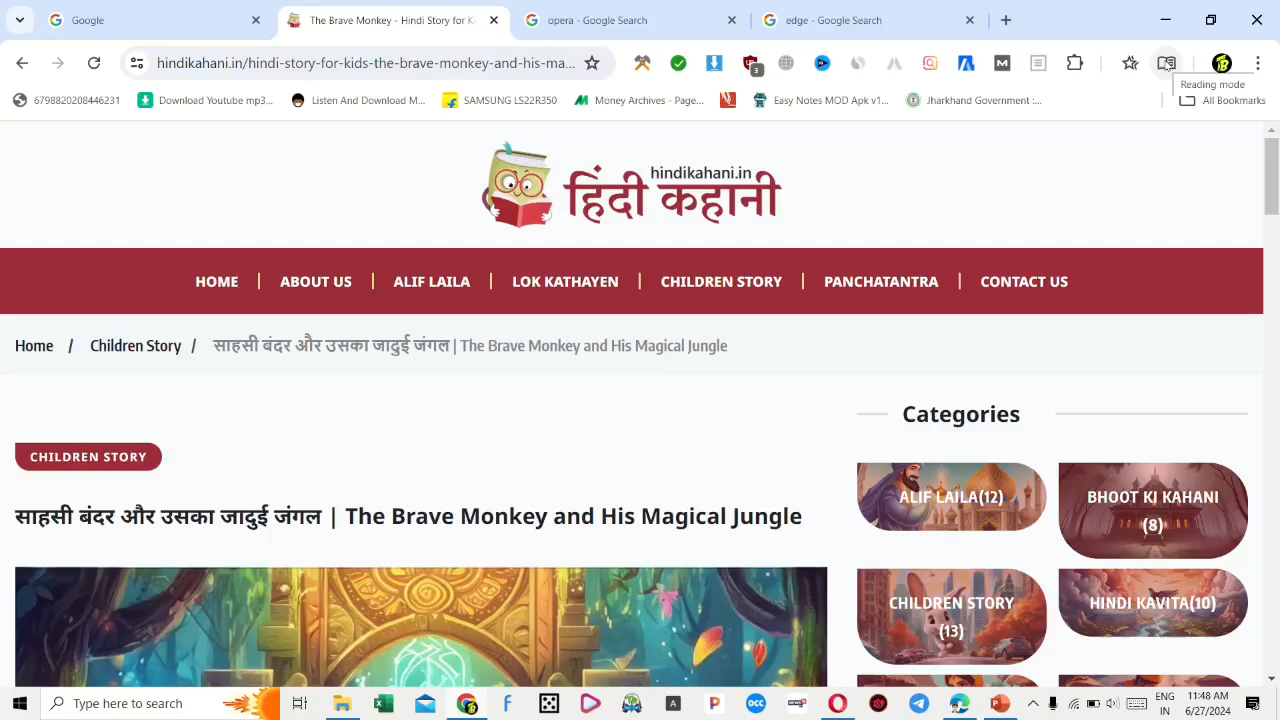 Google
The Brave Monkey - Hindi Story for Ki
opera - Google Search
edge - Google Search
hindikahani.in/hindi-story-for-kids-the-brave-monkey-and-his-ma...
3
Reading mode
6798820208446231
Download Youtube mp3...
Listen And Download M...
SAMSUNG LS22R350
Money Archives - Page...
Easy Notes MOD Apk v1...
Jharkhand Government :...
All Bookmarks
hindikahani.in
हिंदी कहानी
HOME
ABOUT US
ALIF LAILA
LOK KATHAYEN
CHILDREN STORY
PANCHATANTRA
CONTACT US
Home / Children Story / साहसी बंदर और उसका जादुई जंगल | The Brave Monkey and His Magical Jungle
Categories
CHILDREN STORY
साहसी बंदर और उसका जादुई जंगल | The Brave Monkey and His Magical Jungle
ALIF LAILA(12)
BHOOT KI KAHANI
(8)
CHILDREN STORY
(13)
HINDI KAVITA(10)
Type here to search
ENG
IN
11:48 AM
6/27/2024